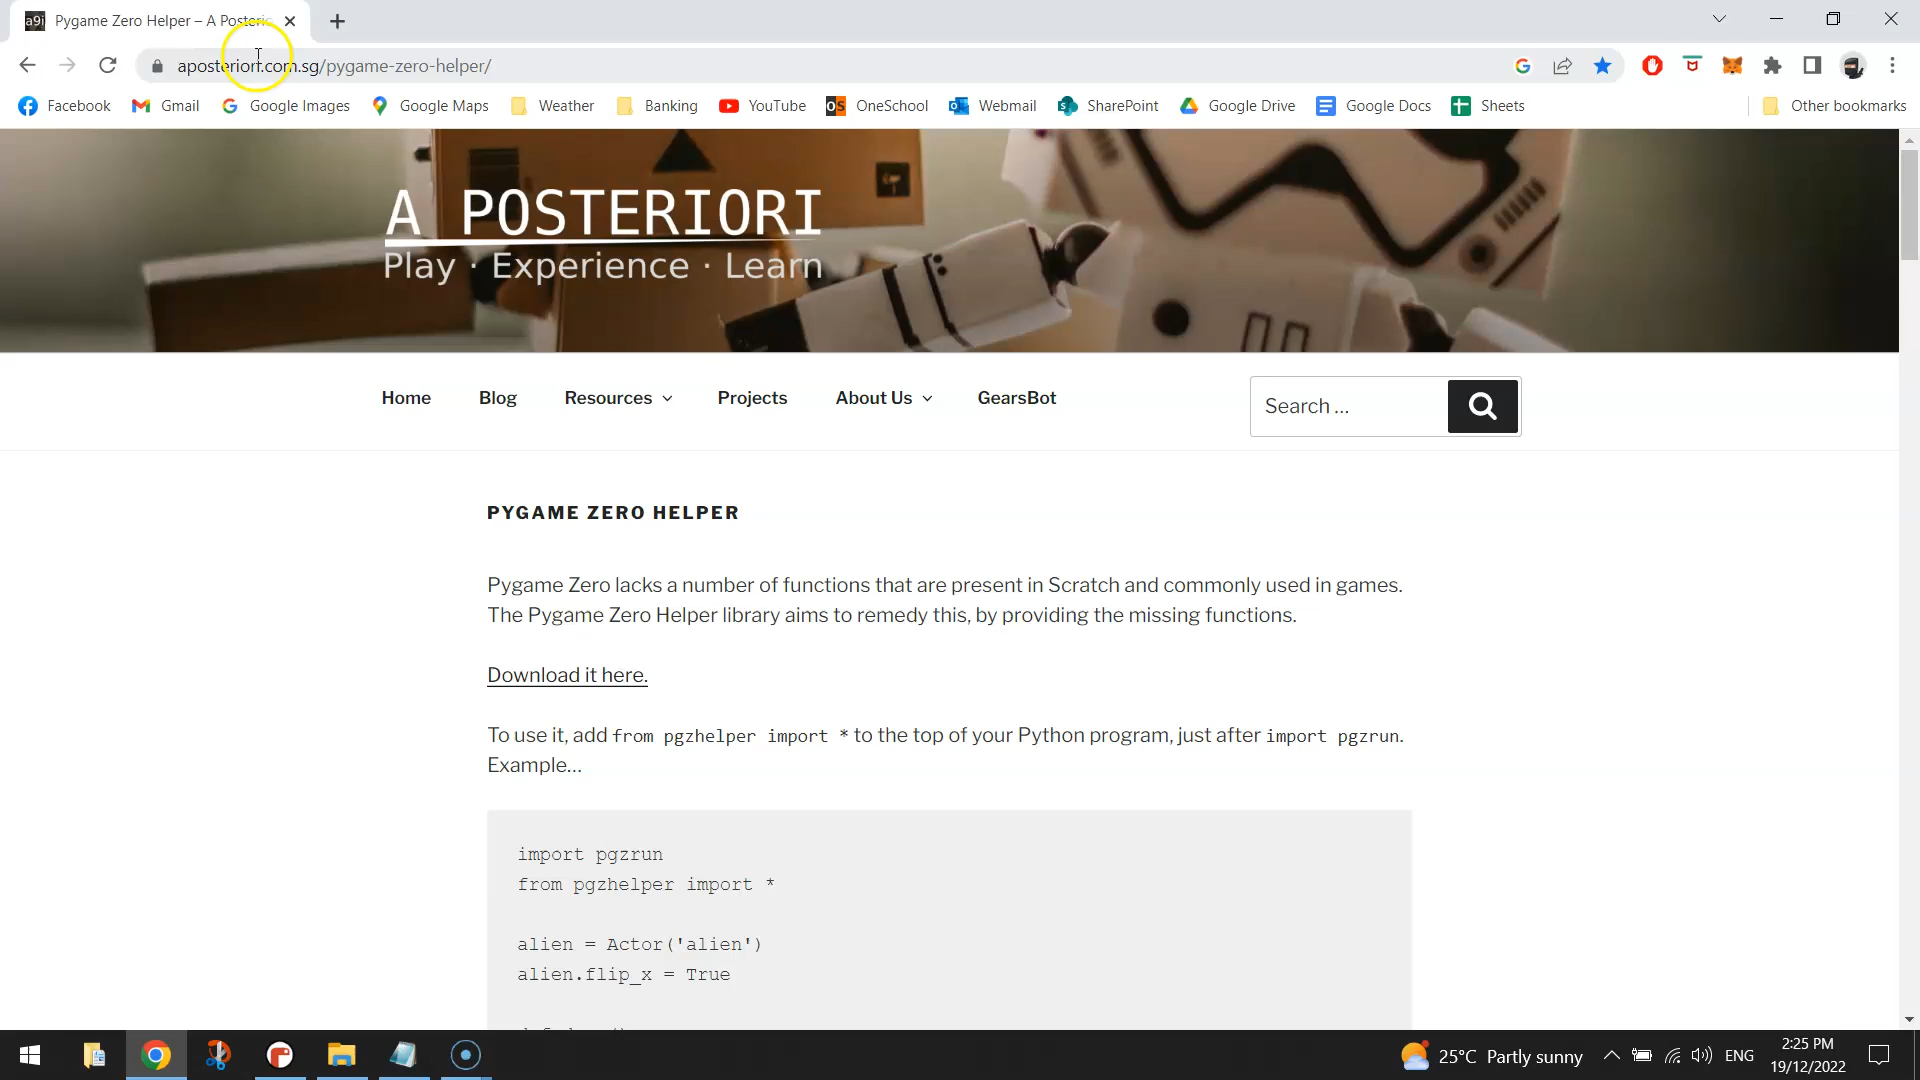 a9i Pygame Zero Helper – A Posterio
aposteriori.com.sg/pygame-zero-helper/
Facebook Gmail Google Images Google Maps Weather Banking YouTube OneSchool Webmail SharePoint Google Drive Google Docs Sheets Other bookmarks
A POSTERIORI
Play · Experience · Learn
Home Blog Resources Projects About Us GearsBot Search …
PYGAME ZERO HELPER
Pygame Zero lacks a number of functions that are present in Scratch and commonly used in games.
The Pygame Zero Helper library aims to remedy this, by providing the missing functions.
Download it here.
To use it, add from pgzhelper import * to the top of your Python program, just after import pgzrun.
Example…
import pgzrun
from pgzhelper import *
alien = Actor('alien')
alien.flip_x = True
25°C Partly sunny ENG 2:25 PM
19/12/2022